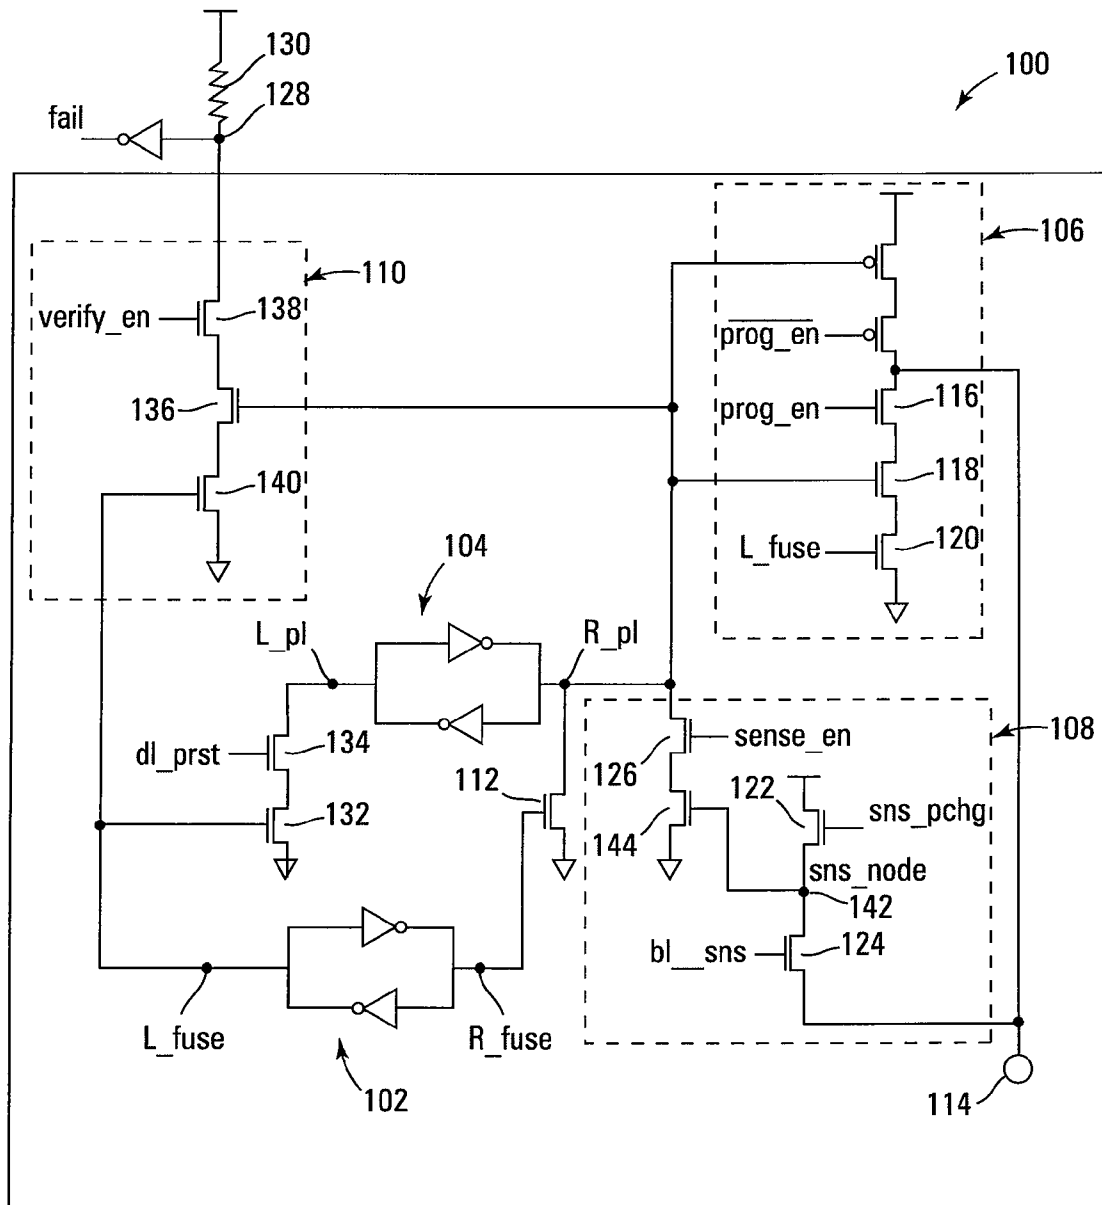 130
100
128
fail
106
110
138
verify_en
prog_en
136
prog_en
116
118
140
L_fuse
120
104
L_pl
R_pl
108
134
sense_en
dl_prst
126
112
122
132
sns_pchg
144
sns_node
142
bl__sns
124
L_fuse
R_fuse
102
114